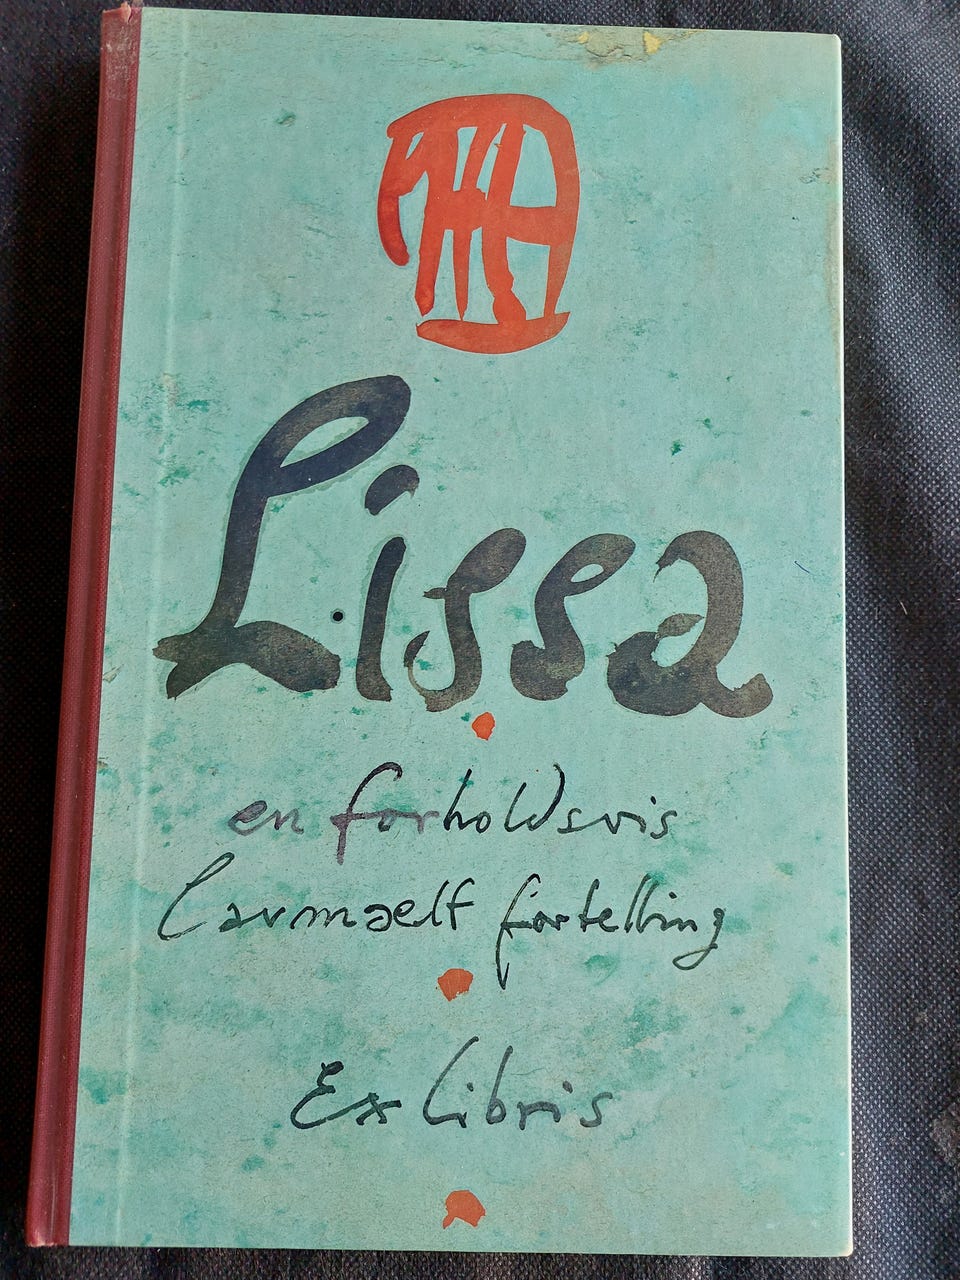 Lissa
en forholdsvis
lavmælt fortelling
Ex libris